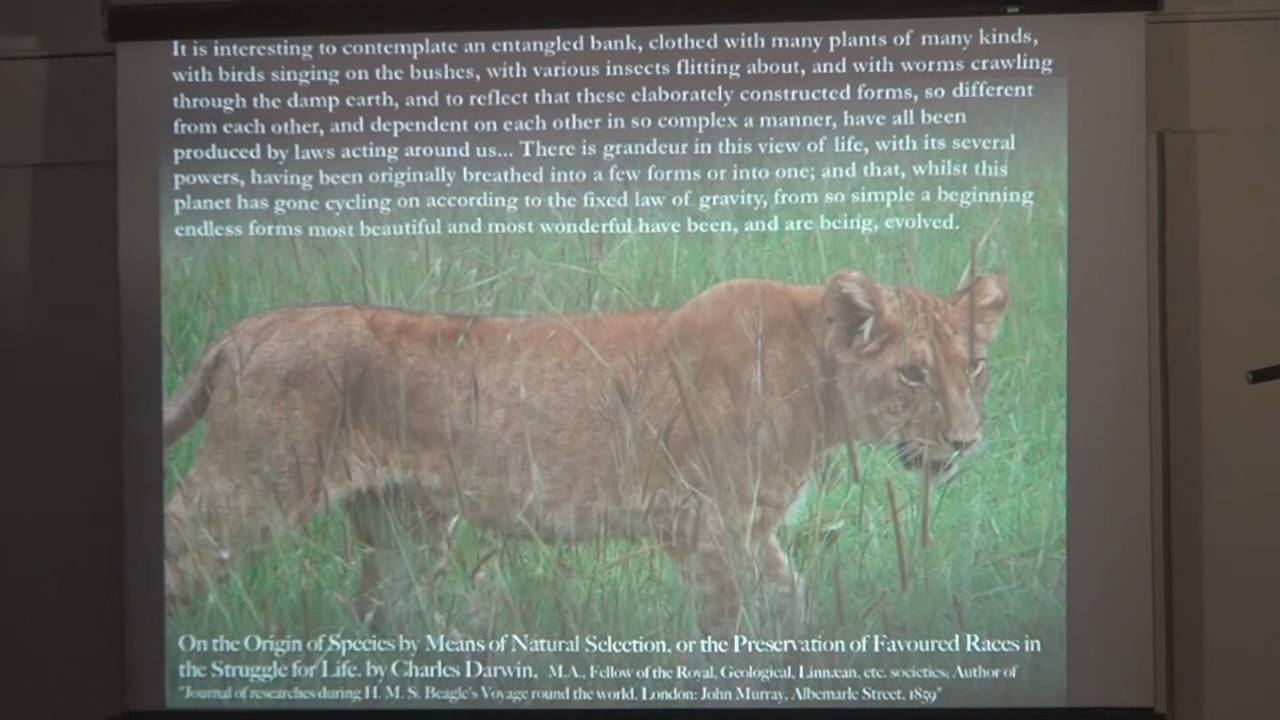 It is interesting to contemplate an entangled bank, clothed with many plants of many kinds,
with birds singing on the bushes, with various insects flitting about, and with worms crawling
through the damp earth, and to reflect that these elaborately constructed forms, so different
from each other, and dependent on each other in so complex a manner, have all been
produced by laws acting around us... There is grandeur in this view of life, with its several
powers, having been originally breathed into a few forms or into one; and that, whilst this
planet has gone cycling on according to the fixed law of gravity, from so simple a beginning
endless forms most beautiful and most wonderful have been, and are being, evolved.
On the Origin of Species by Means of Natural Selection, or the Preservation of Favoured Races in
the Struggle for Life, by Charles Darwin, M.A., Fellow of the Royal, Geological, Linnæan, etc. societies; Author of
"Journal of researches during H. M. S. Beagle's Voyage round the world. London: John Murray, Albemarle Street, 1859"